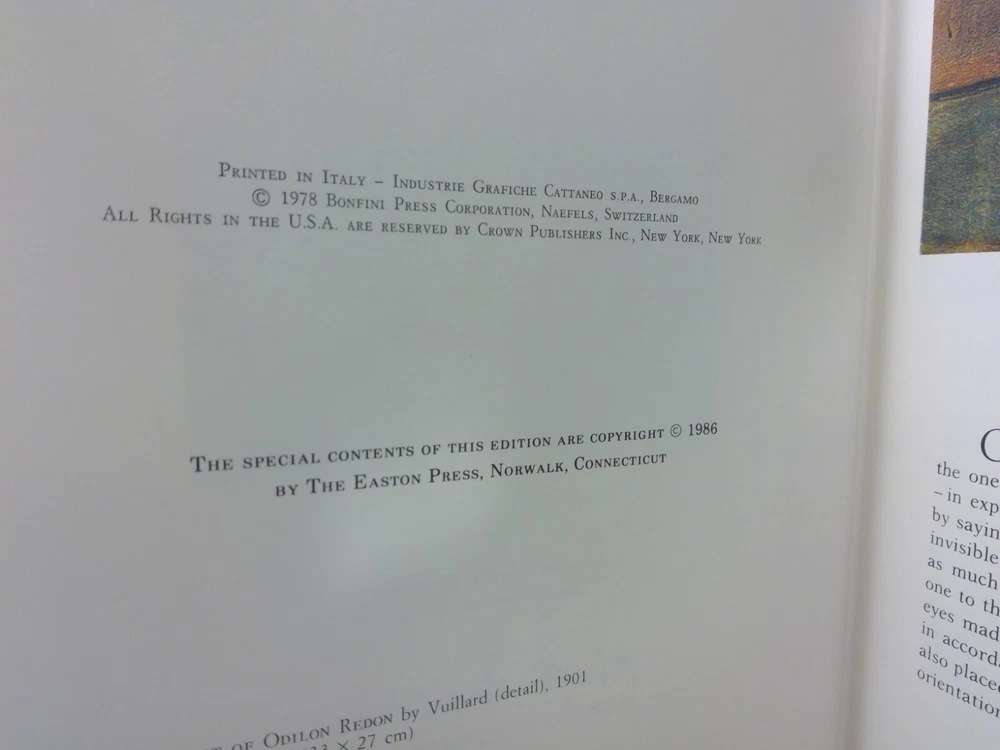 PRINTED IN ITALY – INDUSTRIE GRAFICHE CATTANEO S.P.A., BERGAMO
© 1978 BONFINI PRESS CORPORATION, NAEFELS, SWITZERLAND
ALL RIGHTS IN THE U.S.A. ARE RESERVED BY CROWN PUBLISHERS INC., NEW YORK, NEW YORK
THE SPECIAL CONTENTS OF THIS EDITION ARE COPYRIGHT © 1986
BY THE EASTON PRESS, NORWALK, CONNECTICUT
OF ODILON REDON by Vuillard (detail), 1901
× 27 cm)
the one
– in exp
by sayin
invisible
as much
one to th
eyes mad
in accord
also place
orientation